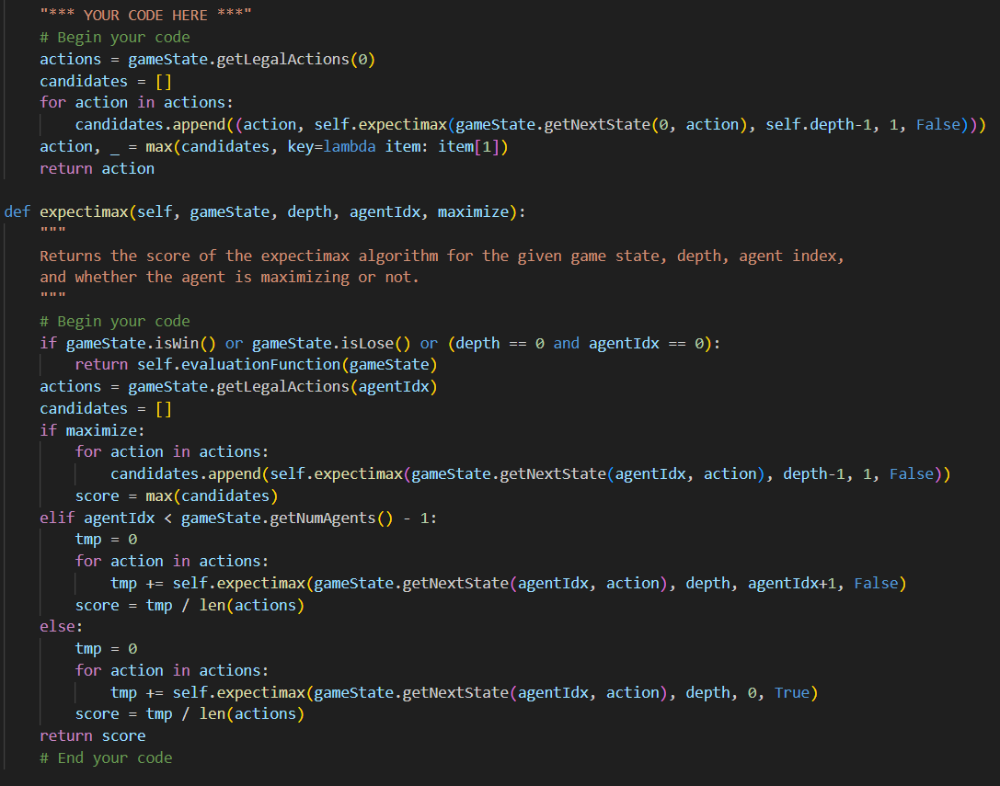 "*** YOUR CODE HERE ***"
# Begin your code
actions = gameState.getLegalActions(0)
candidates = []
for action in actions:
candidates.append((action, self.expectimax(gameState.getNextState(0, action), self.depth-1, 1, False)))
action, _ = max(candidates, key=lambda item: item[1])
return action
def expectimax(self, gameState, depth, agentIdx, maximize):
"""
Returns the score of the expectimax algorithm for the given game state, depth, agent index,
and whether the agent is maximizing or not.
"""
# Begin your code
if gameState.isWin() or gameState.isLose() or (depth == 0 and agentIdx == 0):
return self.evaluationFunction(gameState)
actions = gameState.getLegalActions(agentIdx)
candidates = []
if maximize:
for action in actions:
candidates.append(self.expectimax(gameState.getNextState(agentIdx, action), depth-1, 1, False))
score = max(candidates)
elif agentIdx < gameState.getNumAgents() - 1:
tmp = 0
for action in actions:
tmp += self.expectimax(gameState.getNextState(agentIdx, action), depth, agentIdx+1, False)
score = tmp / len(actions)
else:
tmp = 0
for action in actions:
tmp += self.expectimax(gameState.getNextState(agentIdx, action), depth, 0, True)
score = tmp / len(actions)
return score
# End your code